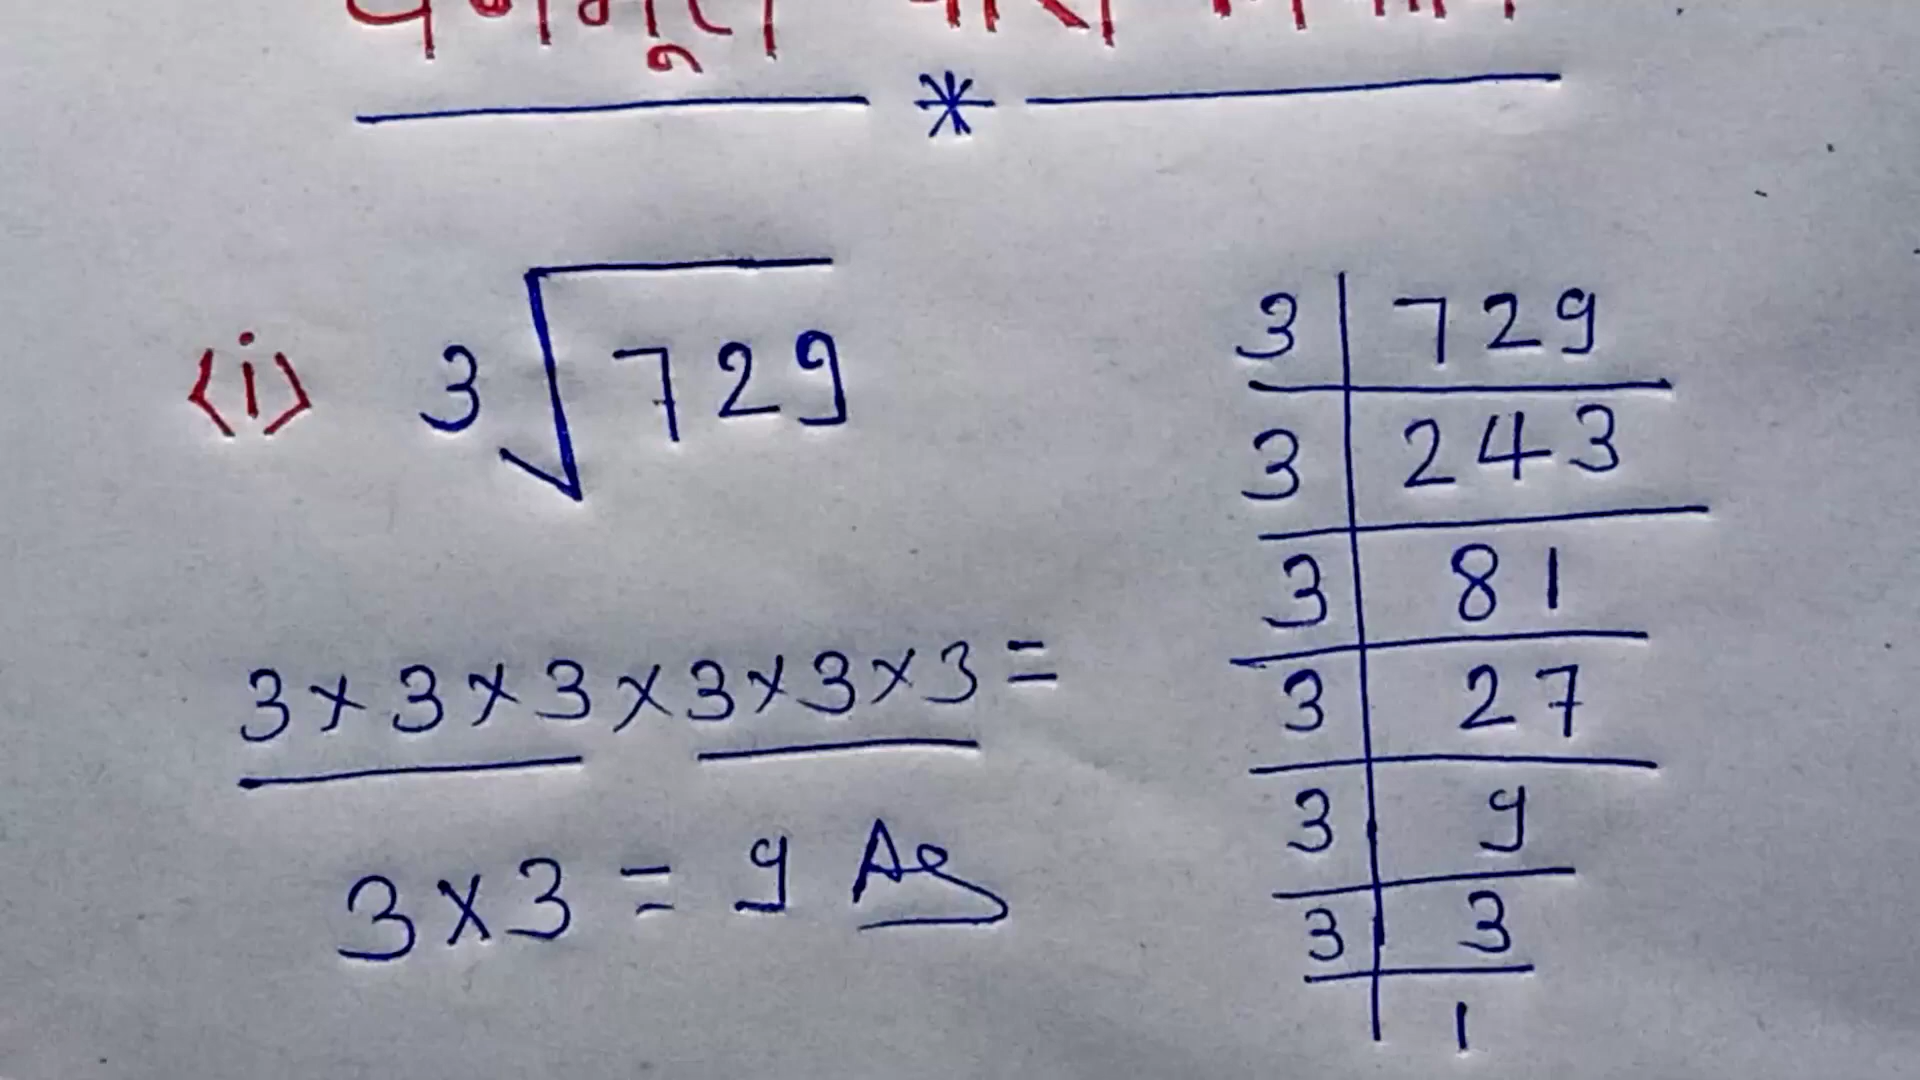 (i) ∛729
3×3×3×3×3×3=
3×3=9 Ans
3 | 729
3 | 243
3 | 81
3 | 27
3 | 9
3 | 3
1